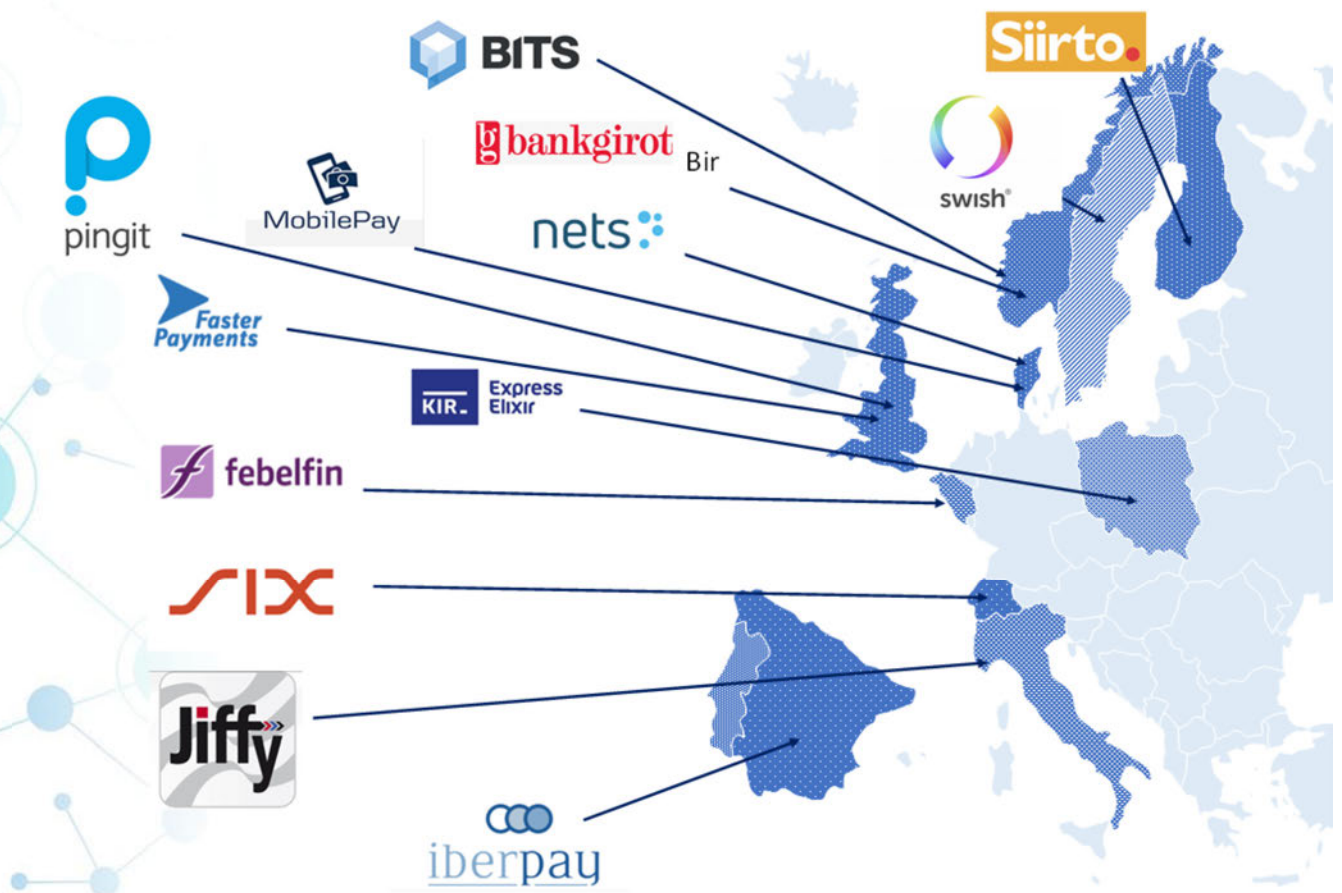 BITS
Siirto.
bankgirot
Bir
swish®
pingit
MobilePay
nets
Faster
Payments
KIR
Express
Elixir
febelfin
SIX
Jiffy
iberpay